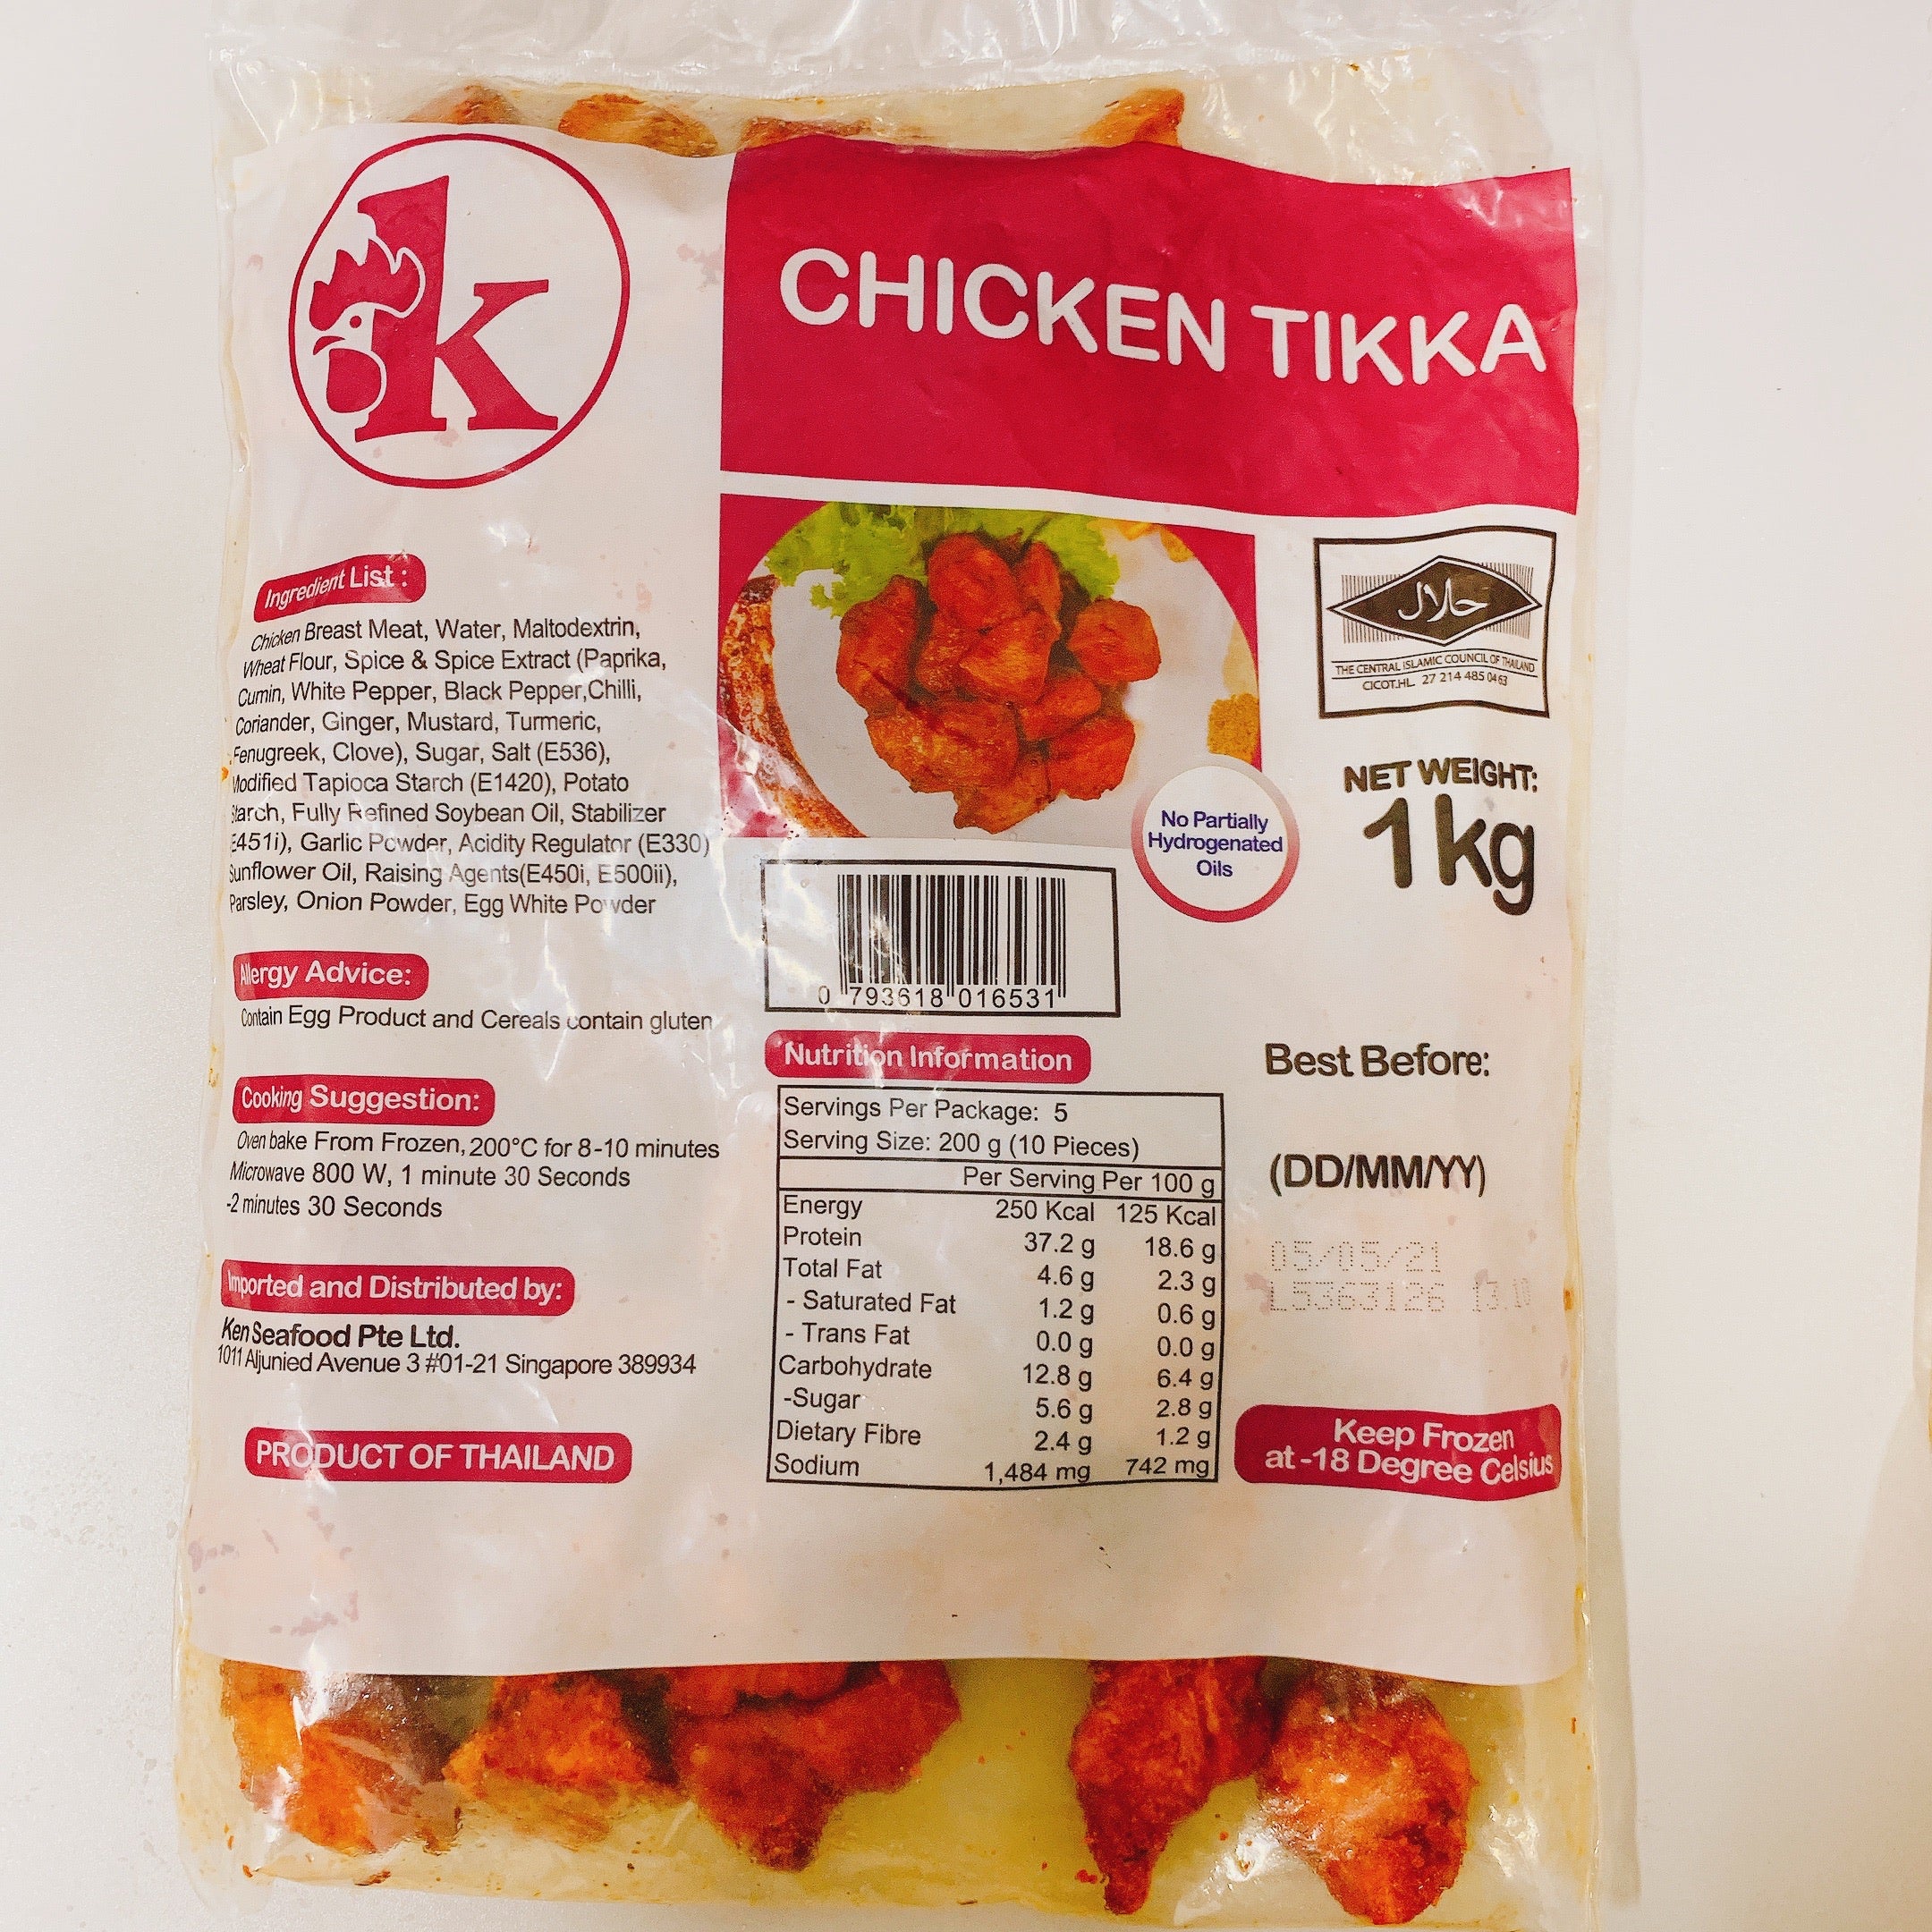 k
CHICKEN TIKKA
Ingredient List :
Chicken Breast Meat, Water, Maltodextrin,
Wheat Flour, Spice & Spice Extract (Paprika,
Cumin, White Pepper, Black Pepper,Chilli,
Coriander, Ginger, Mustard, Turmeric,
Fenugreek, Clove), Sugar, Salt (E536),
Modified Tapioca Starch (E1420), Potato
Starch, Fully Refined Soybean Oil, Stabilizer
E451i), Garlic Powder, Acidity Regulator (E330)
Sunflower Oil, Raising Agents(E450i, E500ii),
Parsley, Onion Powder, Egg White Powder
Allergy Advice:
Contain Egg Product and Cereals contain gluten
Cooking Suggestion:
Oven bake From Frozen, 200°C for 8-10 minutes
Microwave 800 W, 1 minute 30 Seconds
-2 minutes 30 Seconds
Imported and Distributed by:
Ken Seafood Pte Ltd.
1011 Aljunied Avenue 3 #01-21 Singapore 389934
PRODUCT OF THAILAND
حلال
THE CENTRAL ISLAMIC COUNCIL OF THAILAND
CICOT.HL. 27 214 485 04 63
NET WEIGHT:
1kg
No Partially
Hydrogenated
Oils
0 793618 016531
Nutrition Information
Servings Per Package: 5
Serving Size: 200 g (10 Pieces)
Per Serving Per 100 g
Energy 250 Kcal 125 Kcal
Protein 37.2 g 18.6 g
Total Fat 4.6 g 2.3 g
- Saturated Fat 1.2 g 0.6 g
- Trans Fat 0.0 g 0.0 g
Carbohydrate 12.8 g 6.4 g
-Sugar 5.6 g 2.8 g
Dietary Fibre 2.4 g 1.2 g
Sodium 1,484 mg 742 mg
Best Before:
(DD/MM/YY)
05/05/21
L5363126 13.10
Keep Frozen
at -18 Degree Celsius